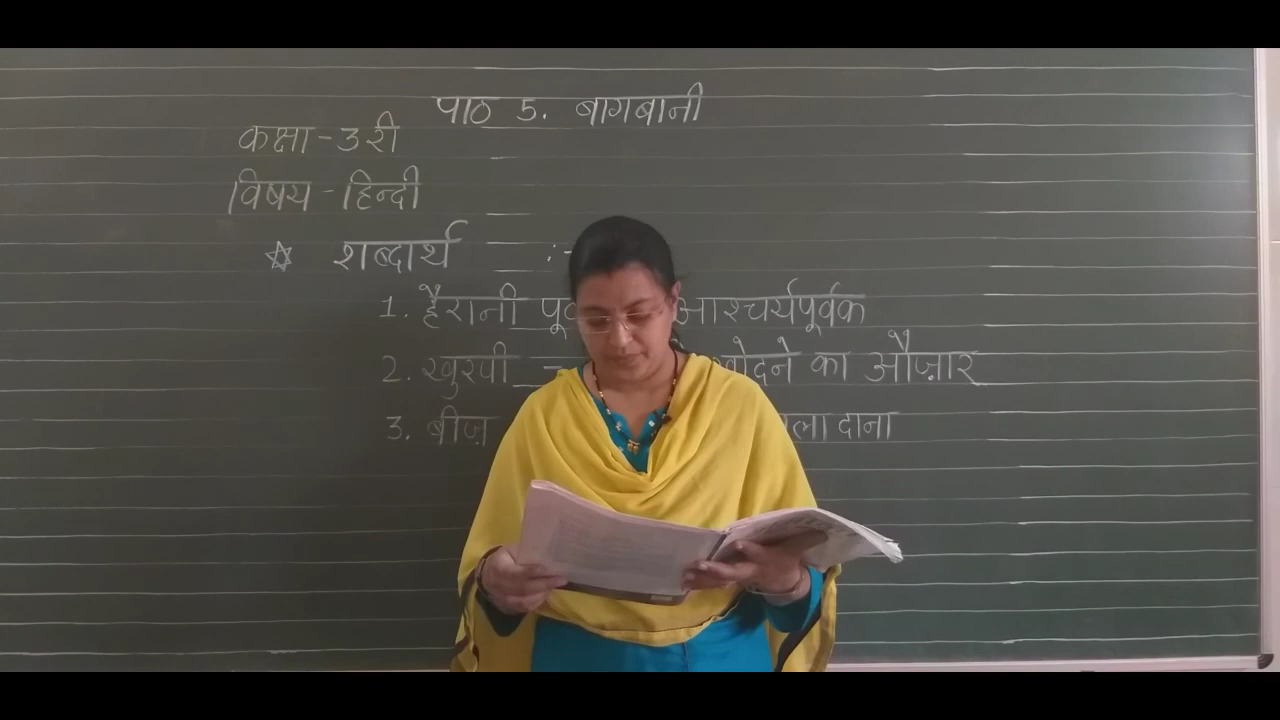 पाठ 5. बागबानी
कक्षा - 3री
विषय - हिन्दी
☆ शब्दार्थ :-
1. हैरानी आश्चर्यपूर्वक
2. खुरपी - खोदने का औज़ार
3. बीज़ दाना